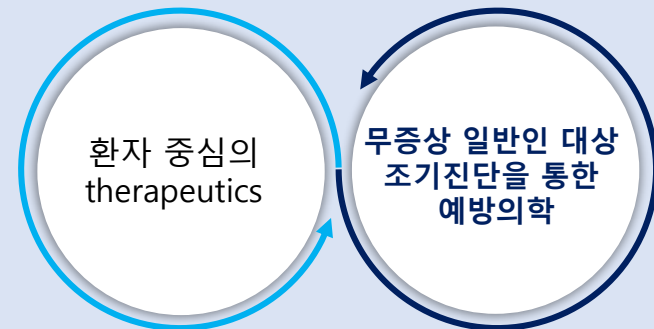 환자 중심의
therapeutics
무증상 일반인 대상
조기진단을 통한
예방의학